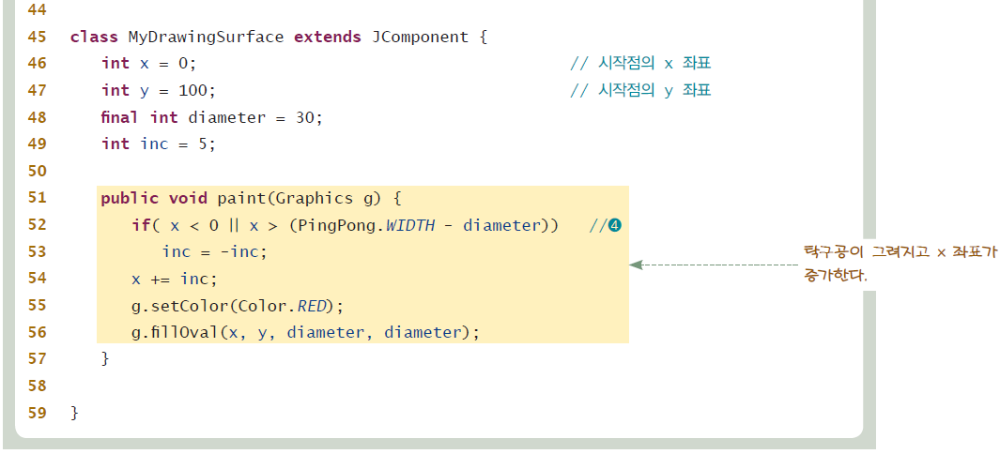 44
45 class MyDrawingSurface extends JComponent {
46 int x = 0; // 시작점의 x 좌표
47 int y = 100; // 시작점의 y 좌표
48 final int diameter = 30;
49 int inc = 5;
50
51 public void paint(Graphics g) {
52 if( x < 0 || x > (PingPong.WIDTH - diameter)) //❹
53 inc = -inc;
54 x += inc;
55 g.setColor(Color.RED);
56 g.fillOval(x, y, diameter, diameter);
57 }
58
59 }
탁구공이 그려지고 x 좌표가
증가한다.